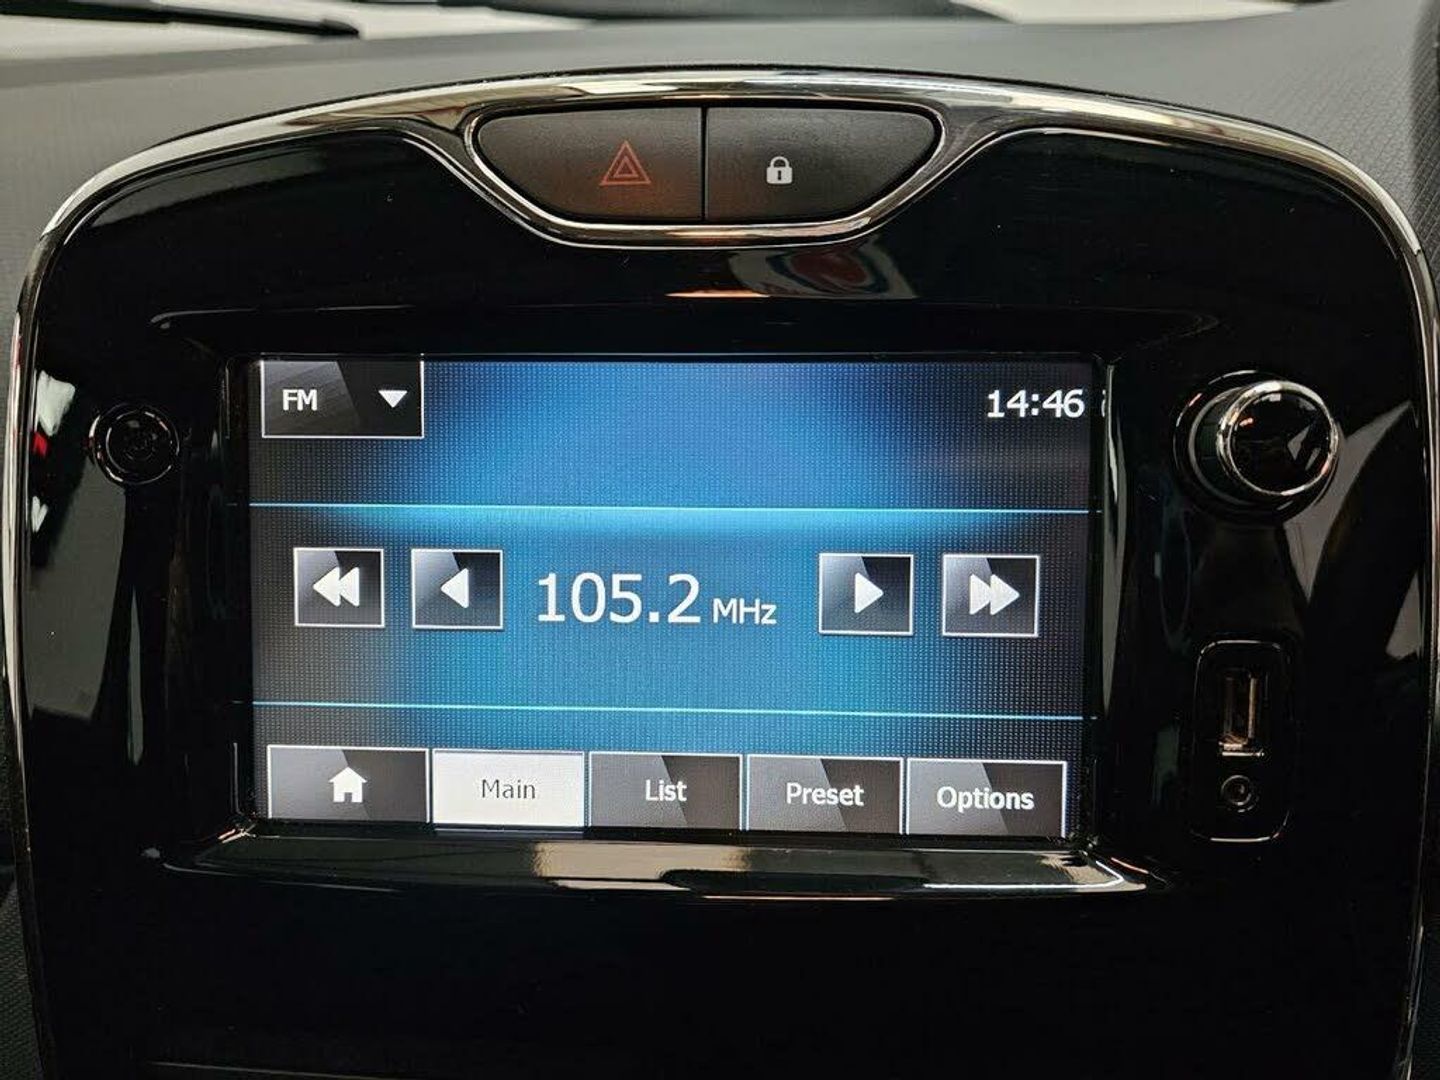 FM
14:46
105.2 MHz
Main
List
Preset
Options